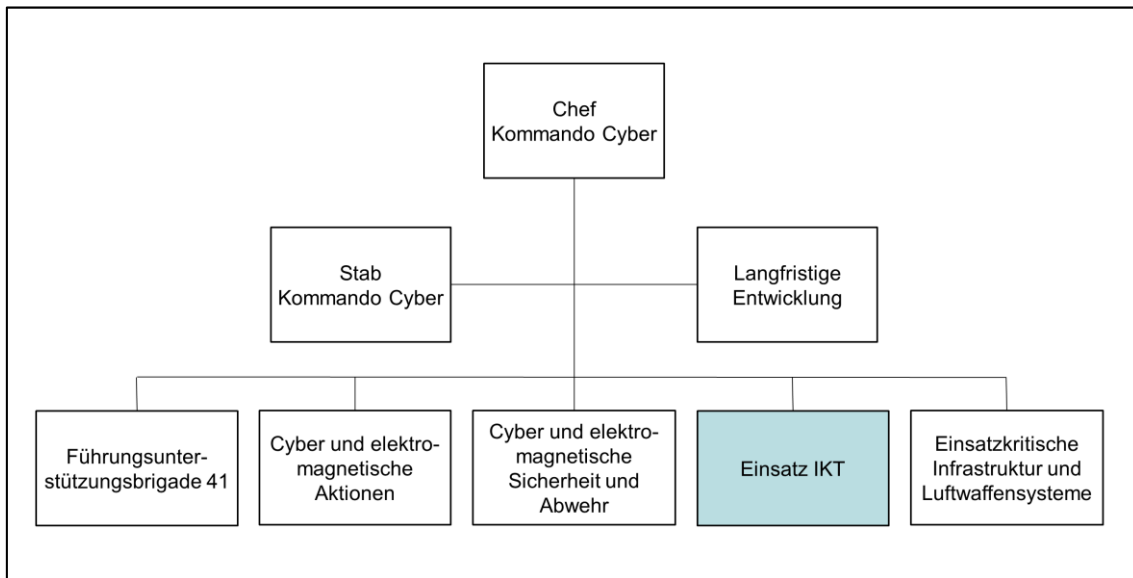 Chef
Kommando Cyber
Stab
Kommando Cyber
Langfristige
Entwicklung
Führungsunter-
stützungsbrigade 41
Cyber und elektro-
magnetische
Aktionen
Cyber und elektro-
magnetische
Sicherheit und
Abwehr
Einsatz IKT
Einsatzkritische
Infrastruktur und
Luftwaffensysteme